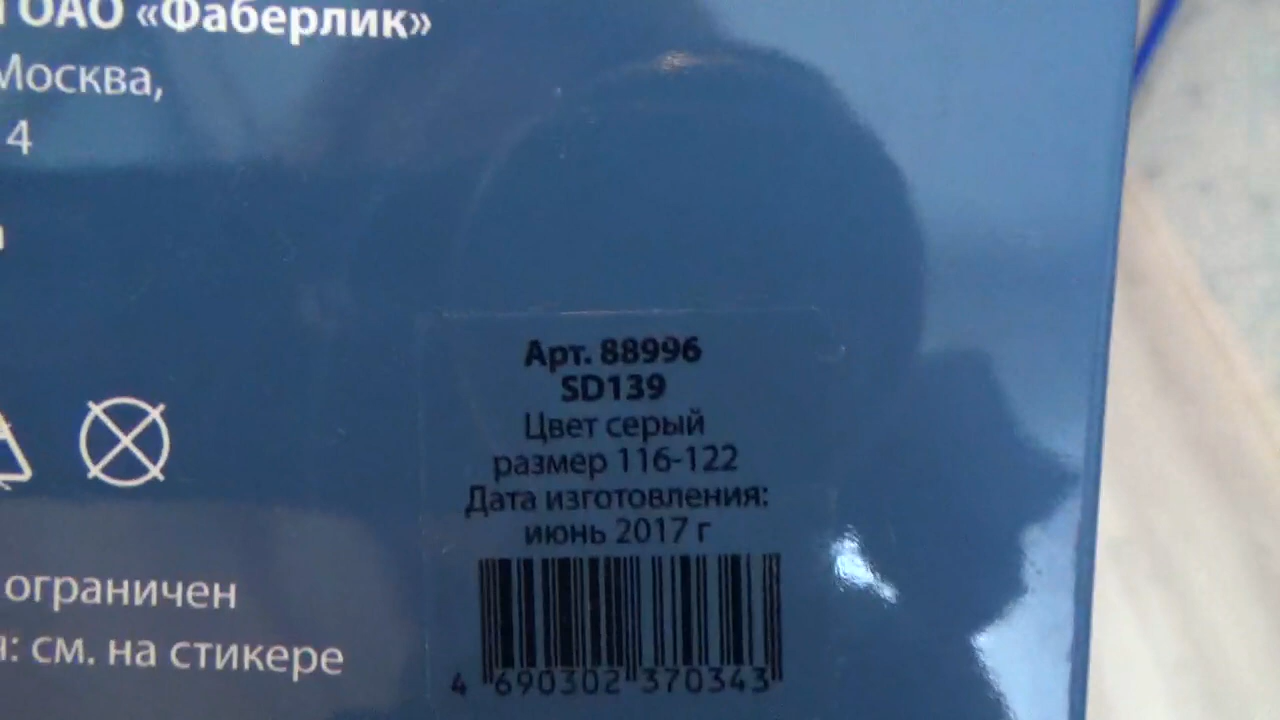 ОАО «Фаберлик»
Москва,
4
ограничен
см. на стикере
Арт. 88996
SD139
Цвет серый
размер 116-122
Дата изготовления:
июнь 2017 г
4 690302 370343